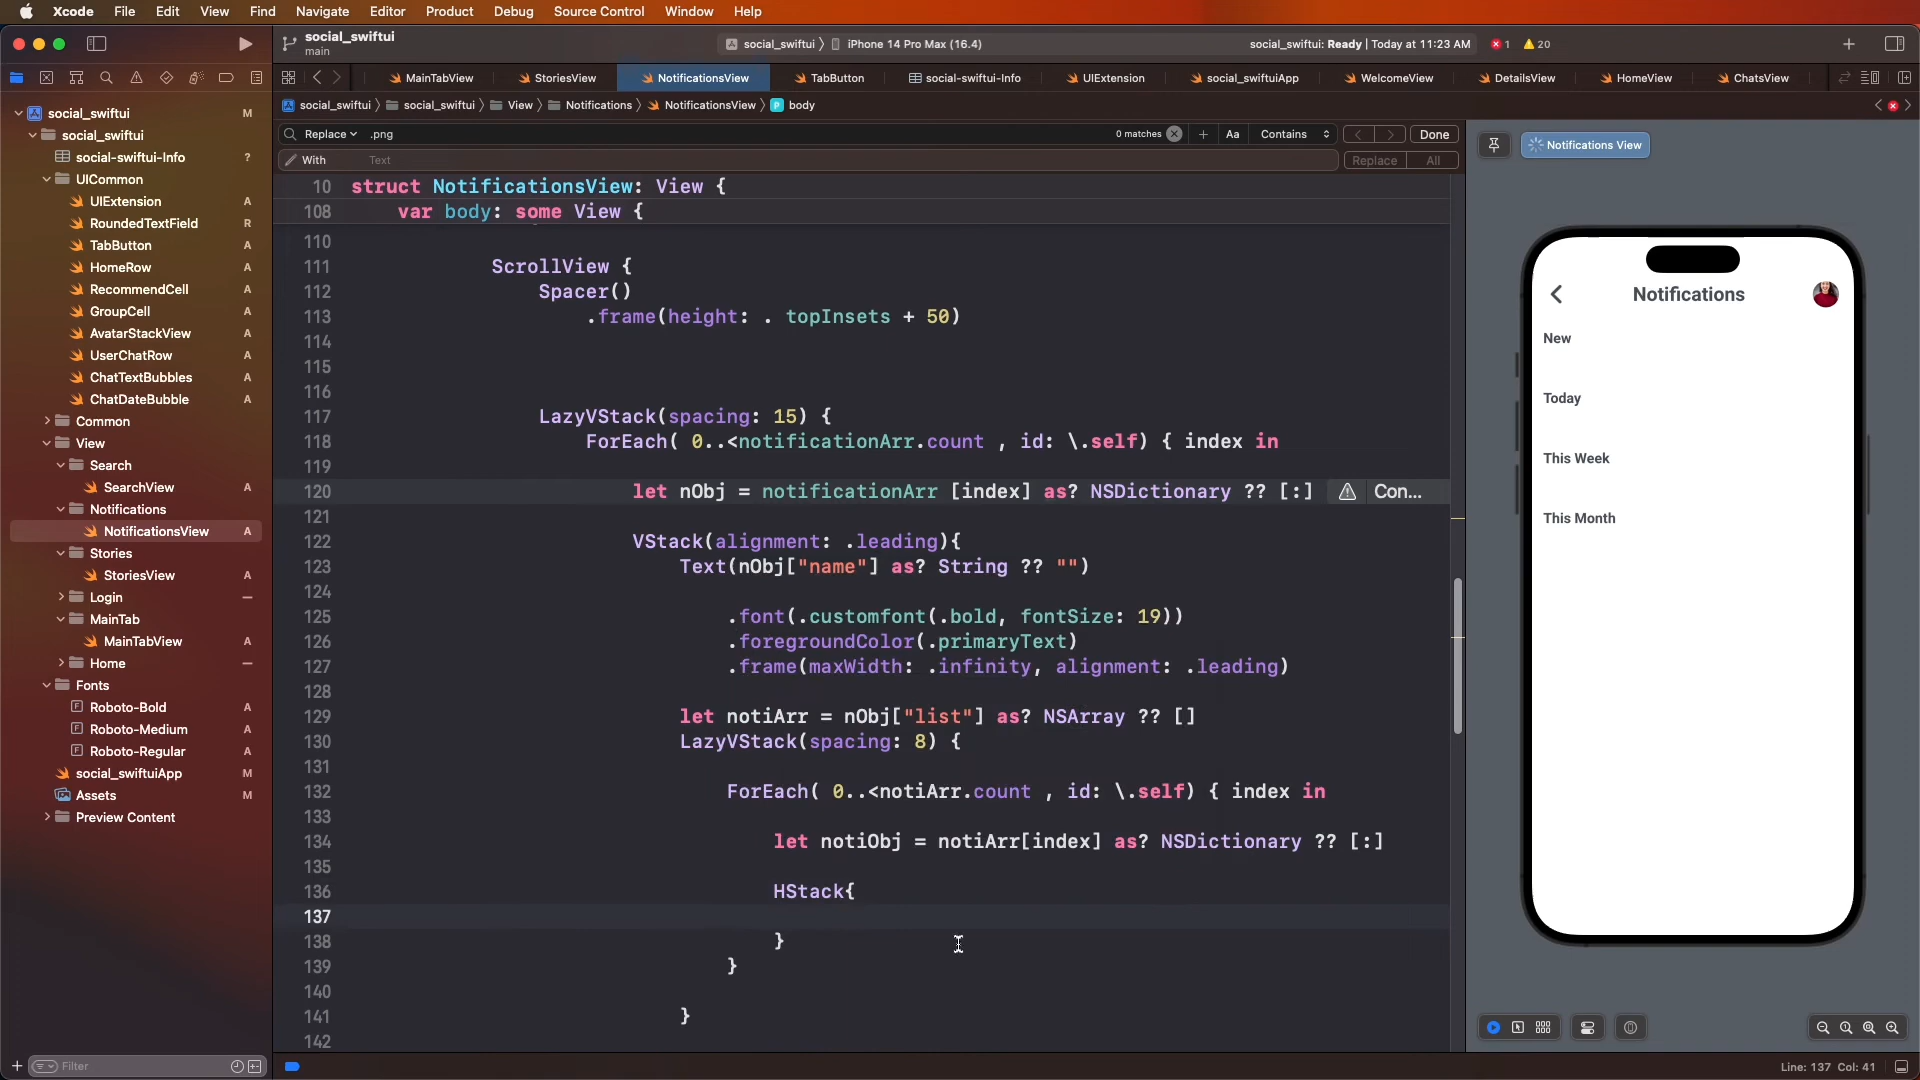 Xcode File Edit View Find Navigate Editor Product Debug Source Control Window Help
social_swiftui
main
social_swiftui iPhone 14 Pro Max (16.4)
social_swiftui: Ready | Today at 11:23 AM
1
20
MainTabView StoriesView NotificationsView TabButton social-swiftui-Info UIExtension social_swiftuiApp WelcomeView DetailsView HomeView ChatsView
social_swiftui social_swiftui View Notifications NotificationsView P body
Replace .png 0 matches Aa Contains Done
With Text Replace All
social_swiftui M
social_swiftui
social-swiftui-Info ?
UICommon
UIExtension A
RoundedTextField R
TabButton A
HomeRow A
RecommendCell A
GroupCell A
AvatarStackView A
UserChatRow A
ChatTextBubbles A
ChatDateBubble A
Common
View
Search
SearchView A
Notifications
NotificationsView A
Stories
StoriesView A
Login
MainTab
MainTabView A
Home
Fonts
F Roboto-Bold A
F Roboto-Medium A
F Roboto-Regular A
social_swiftuiApp M
Assets M
Preview Content
Filter
10 struct NotificationsView: View {
108 var body: some View {
110
111 ScrollView {
112 Spacer()
113 .frame(height: . topInsets + 50)
114
115
116
117 LazyVStack(spacing: 15) {
118 ForEach( 0..<notificationArr.count , id: \.self) { index in
119
120 let nObj = notificationArr [index] as? NSDictionary ?? [:] Con...
121
122 VStack(alignment: .leading){
123 Text(nObj["name"] as? String ?? "")
124
125 .font(.customfont(.bold, fontSize: 19))
126 .foregroundColor(.primaryText)
127 .frame(maxWidth: .infinity, alignment: .leading)
128
129 let notiArr = nObj["list"] as? NSArray ?? []
130 LazyVStack(spacing: 8) {
131
132 ForEach( 0..<notiArr.count , id: \.self) { index in
133
134 let notiObj = notiArr[index] as? NSDictionary ?? [:]
135
136 HStack{
137
138 }
139 }
140
141 }
142
Notifications View
Notifications
New
Today
This Week
This Month
Line: 137 Col: 41